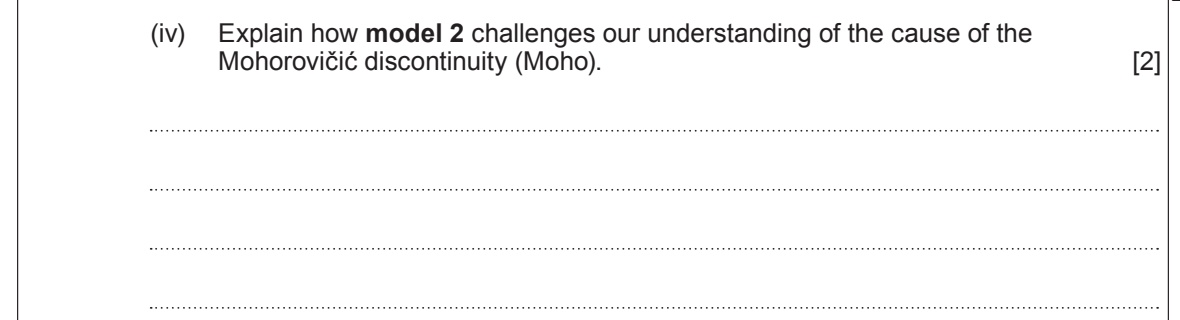 (iv) Explain how model 2 challenges our understanding of the cause of the
Mohorovičić discontinuity (Moho). [2]